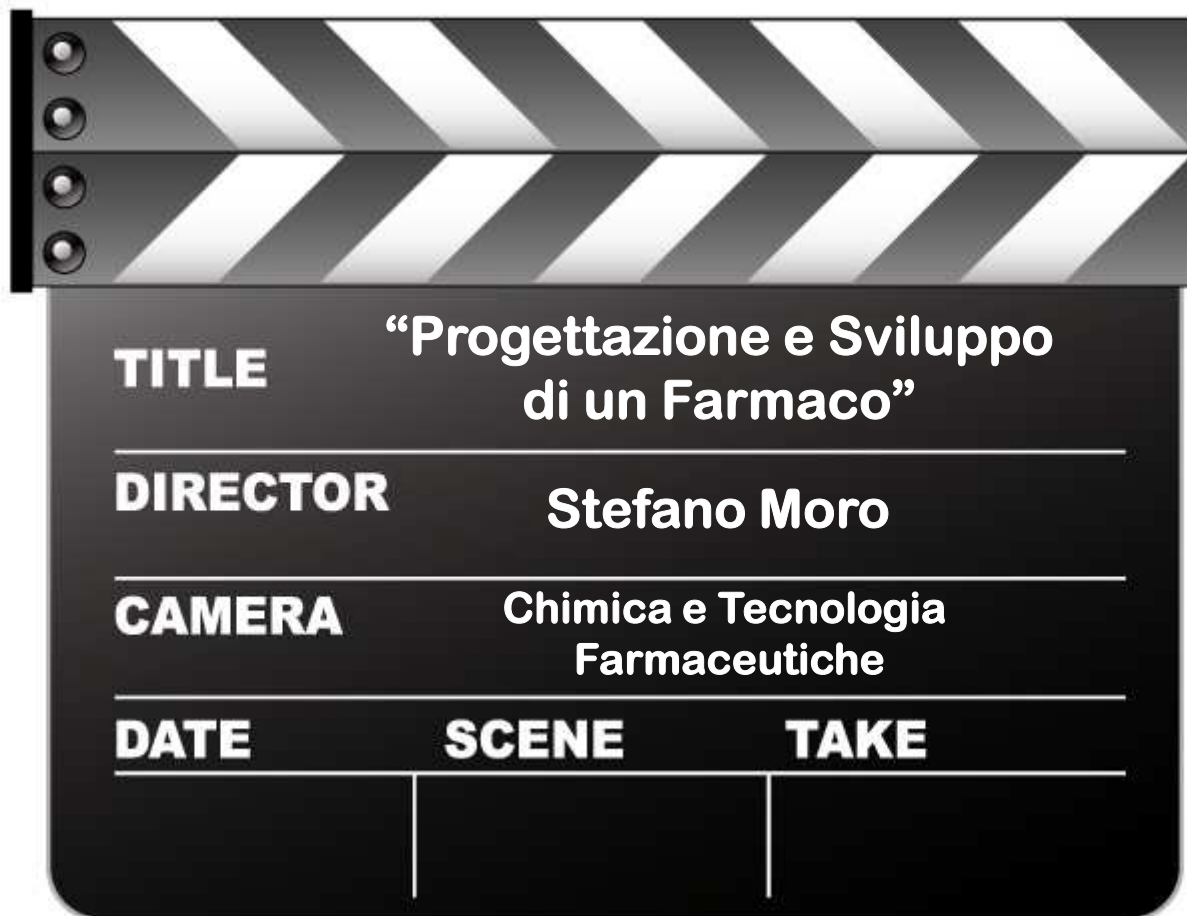 TITLE
“Progettazione e Sviluppo
di un Farmaco”
DIRECTOR
Stefano Moro
CAMERA
Chimica e Tecnologia
Farmaceutiche
DATE SCENE TAKE